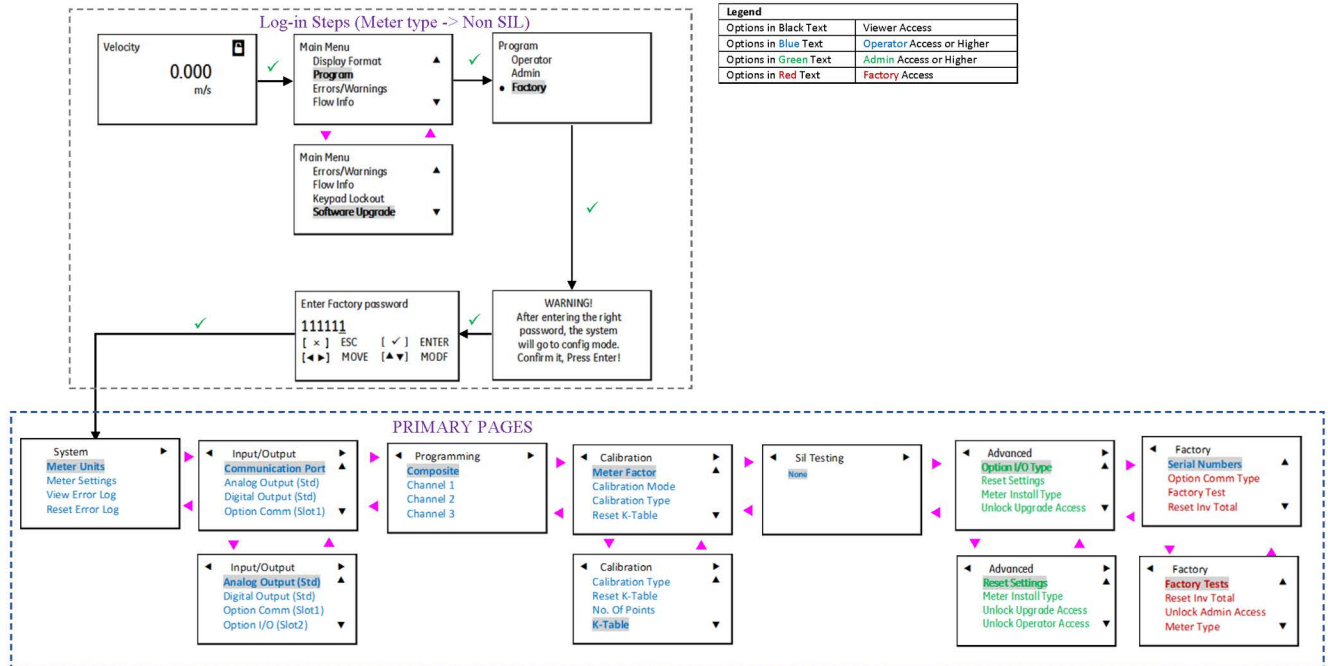 Log-in Steps (Meter type -> Non SIL)
Velocity
0.000
m/s
Main Menu
Display Format
Program
Errors/Warnings
Flow Info
Program
Operator
Admin
Factory
Main Menu
Errors/Warnings
Flow Info
Keypad Lockout
Software Upgrade
Enter Factory password
111111
[ × ] ESC [ ✓ ] ENTER
[◄ ►] MOVE [▲▼] MODF
WARNING!
After entering the right
password, the system
will go to config mode.
Confirm it, Press Enter!
Legend
Options in Black Text Viewer Access
Options in Blue Text Operator Access or Higher
Options in Green Text Admin Access or Higher
Options in Red Text Factory Access
PRIMARY PAGES
System
Meter Units
Meter Settings
View Error Log
Reset Error Log
Input/Output
Communication Port
Analog Output (Std)
Digital Output (Std)
Option Comm (Slot1)
Programming
Composite
Channel 1
Channel 2
Channel 3
Calibration
Meter Factor
Calibration Mode
Calibration Type
Reset K-Table
Sil Testing
None
Advanced
Option I/O Type
Reset Settings
Meter Install Type
Unlock Upgrade Access
Factory
Serial Numbers
Option Comm Type
Factory Test
Reset Inv Total
Input/Output
Analog Output (Std)
Digital Output (Std)
Option Comm (Slot1)
Option I/O (Slot2)
Calibration
Calibration Type
Reset K-Table
No. Of Points
K-Table
Advanced
Reset Settings
Meter Install Type
Unlock Upgrade Access
Unlock Operator Access
Factory
Factory Tests
Reset Inv Total
Unlock Admin Access
Meter Type